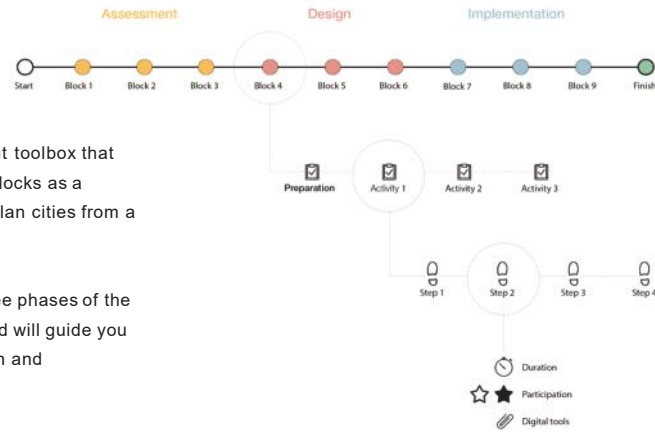 Assessment Design Implementation
Start Block 1 Block 2 Block 3 Block 4 Block 5 Block 6 Block 7 Block 8 Block 9 Finish
t toolbox that
locks as a
lan cities from a
ee phases of the
d will guide you
n and
Preparation Activity 1 Activity 2 Activity 3
Step 1 Step 2 Step 3 Step 4
Duration
Participation
Digital tools